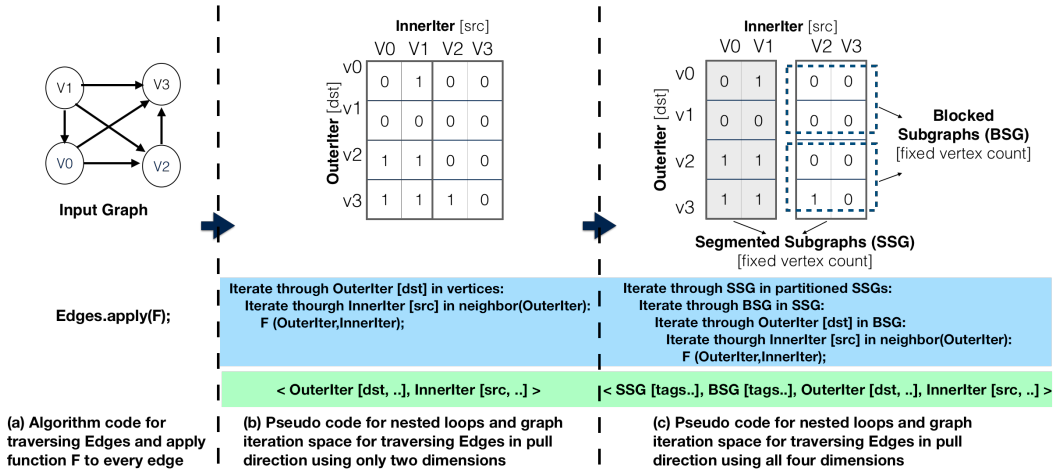 V1
V3
V0
V2
Input Graph
Edges.apply(F);
(a) Algorithm code for
traversing Edges and apply
function F to every edge
InnerIter [src]
V0 V1 V2 V3
OuterIter [dst]
v0 0 1 0 0
v1 0 0 0 0
v2 1 1 0 0
v3 1 1 1 0
Iterate through OuterIter [dst] in vertices:
Iterate thourgh InnerIter [src] in neighbor(OuterIter):
F (OuterIter,InnerIter);
< OuterIter [dst, ..], InnerIter [src, ..] >
(b) Pseudo code for nested loops and graph
iteration space for traversing Edges in pull
direction using only two dimensions
InnerIter [src]
V0 V1 V2 V3
OuterIter [dst]
v0 0 1 0 0
v1 0 0 0 0
v2 1 1 0 0
v3 1 1 1 0
Blocked
Subgraphs (BSG)
[fixed vertex count]
Segmented Subgraphs (SSG)
[fixed vertex count]
Iterate through SSG in partitioned SSGs:
Iterate through BSG in SSG:
Iterate through OuterIter [dst] in BSG:
Iterate thourgh InnerIter [src] in neighbor(OuterIter):
F (OuterIter,InnerIter);
< SSG [tags..], BSG [tags..], OuterIter [dst, ..], InnerIter [src, ..] >
(c) Pseudo code for nested loops and graph
iteration space for traversing Edges in pull
direction using all four dimensions